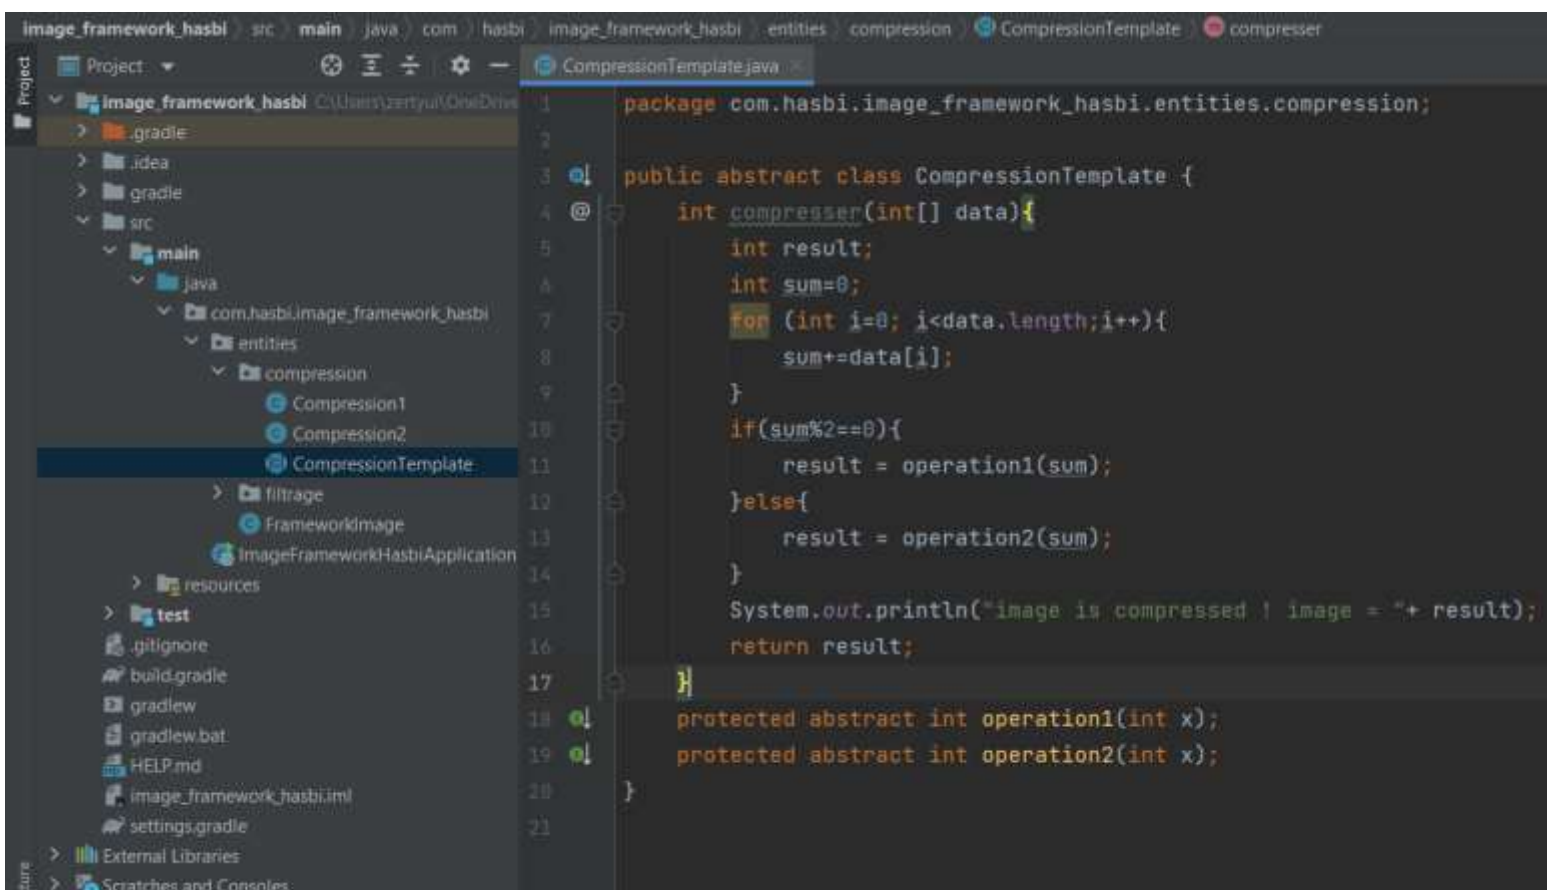 image_framework_hasbi src main java com hasbi image_framework_hasbi entities compression CompressionTemplate compresser
Project
Project
CompressionTemplate.java
image_framework_hasbi C:\Users\zertyui\OneDrive
.gradle
.idea
gradle
src
main
java
com.hasbi.image_framework_hasbi
entities
compression
Compression1
Compression2
CompressionTemplate
filtrage
FrameworkImage
ImageFrameworkHasbiApplication
resources
test
.gitignore
build.gradle
gradlew
gradlew.bat
HELP.md
image_framework_hasbi.iml
settings.gradle
External Libraries
Scratches and Consoles
1 package com.hasbi.image_framework_hasbi.entities.compression;
2
3 public abstract class CompressionTemplate {
4 @ int compresser(int[] data){
5 int result;
6 int sum=0;
7 for (int i=0; i<data.length;i++){
8 sum+=data[i];
9 }
10 if(sum%2==0){
11 result = operation1(sum);
12 }else{
13 result = operation2(sum);
14 }
15 System.out.println("image is compressed ! image = "+ result);
16 return result;
17 }
18 protected abstract int operation1(int x);
19 protected abstract int operation2(int x);
20 }
21